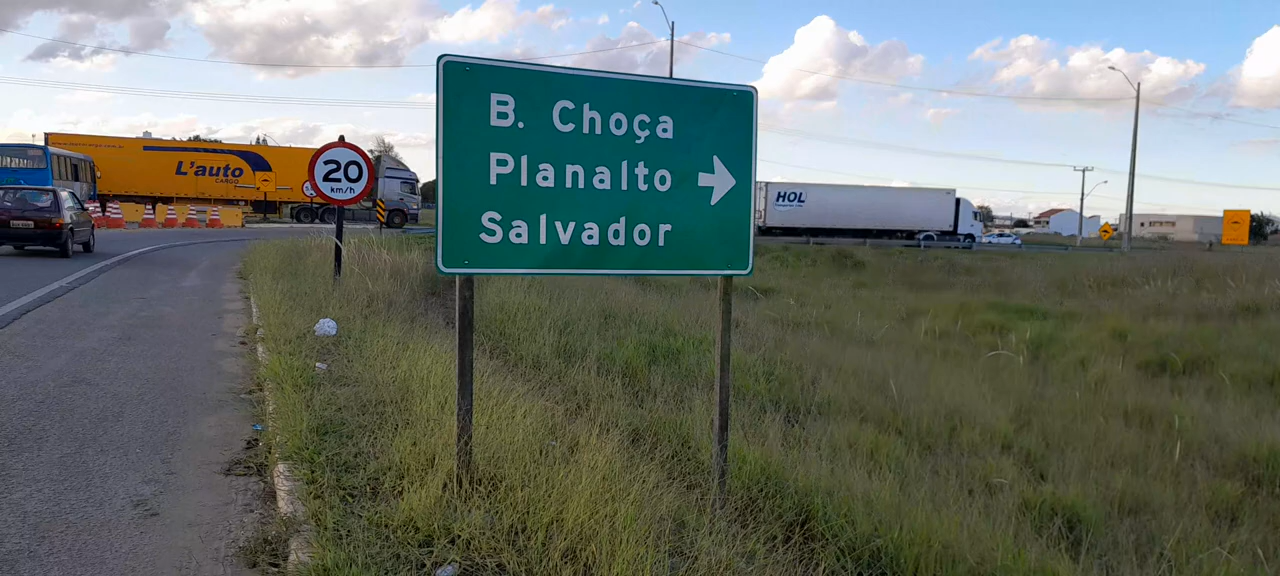 B. Choça
Planalto
Salvador
20
km/h
L'auto
CARGO
HOL